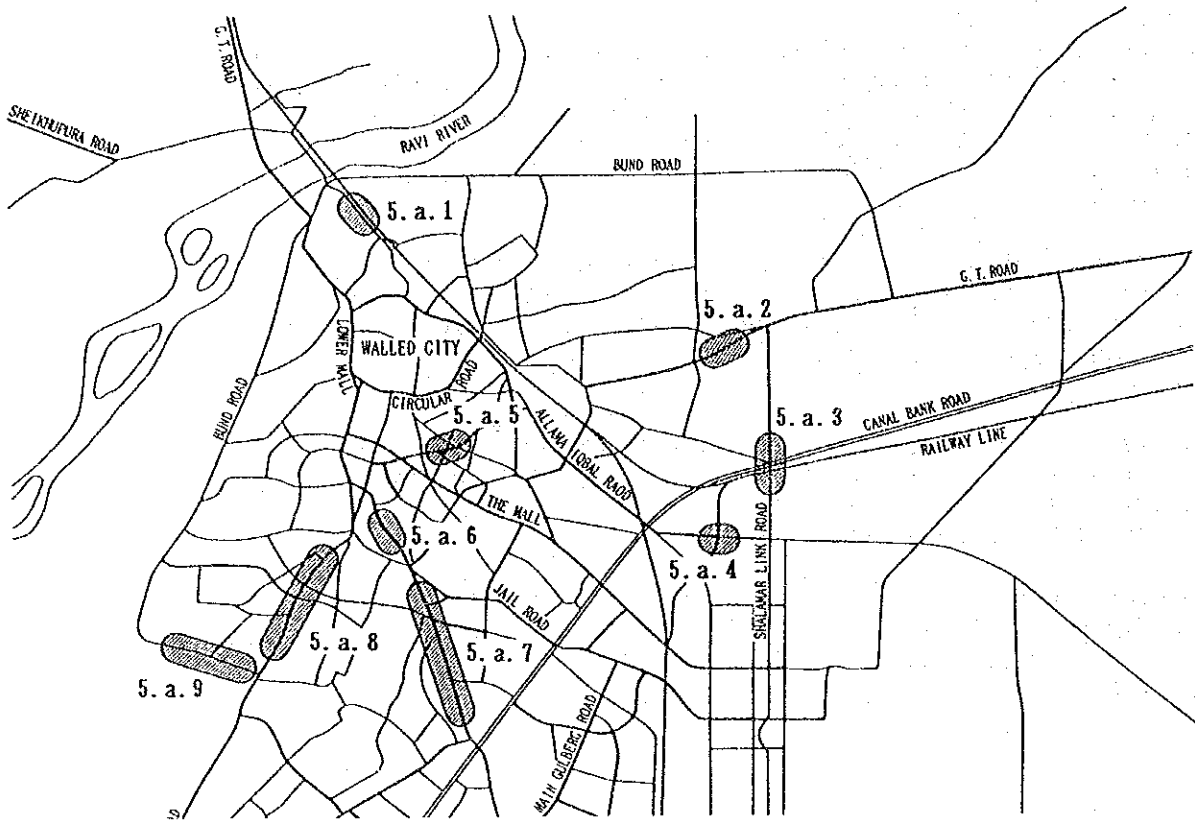 G. T. ROAD
SHEIKHUPURA ROAD
RAVI RIVER
BUND ROAD
5. a. 1
G. T. ROAD
5. a. 2
LOWER MALL
WALLED CITY
BUND ROAD
CIRCULAR ROAD
5. a. 5
ALLAMA IQBAL RAOD
5. a. 3
CANAL BANK ROAD
RAILWAY LINE
THE MALL
5. a. 6
5. a. 4
SHALAMAR LINK ROAD
JAIL ROAD
5. a. 8
5. a. 7
5. a. 9
MAIN GULBERG ROAD